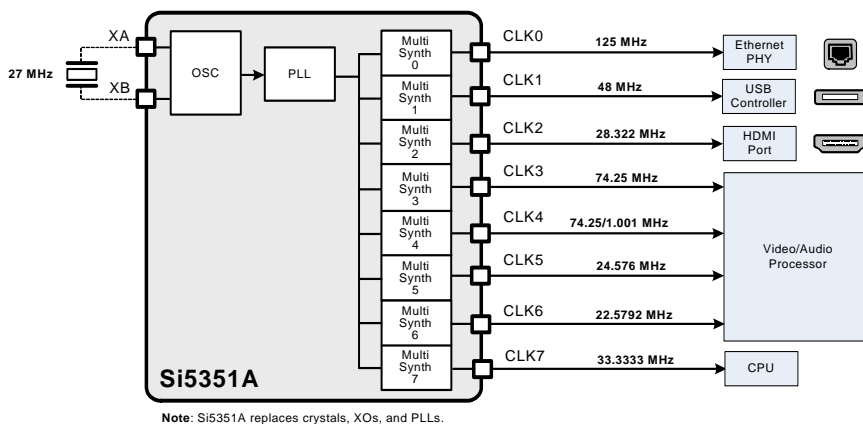 XA
27 MHz
XB
OSC
PLL
Multi
Synth
0
Multi
Synth
1
Multi
Synth
2
Multi
Synth
3
Multi
Synth
4
Multi
Synth
5
Multi
Synth
6
Multi
Synth
7
Si5351A
CLK0
125 MHz
Ethernet
PHY
CLK1
48 MHz
USB
Controller
CLK2
28.322 MHz
HDMI
Port
CLK3
74.25 MHz
CLK4
74.25/1.001 MHz
CLK5
24.576 MHz
CLK6
22.5792 MHz
Video/Audio
Processor
CLK7
33.3333 MHz
CPU
Note: Si5351A replaces crystals, XOs, and PLLs.